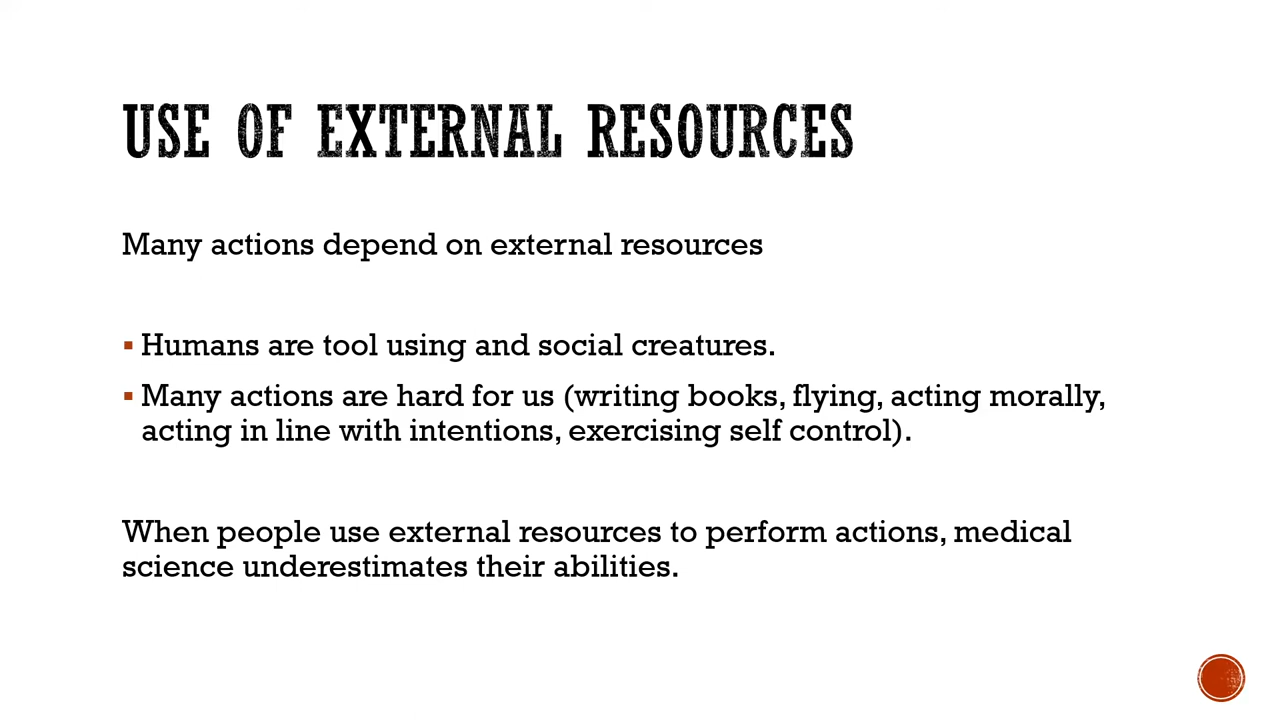 USE OF EXTERNAL RESOURCES
Many actions depend on external resources
▪ Humans are tool using and social creatures.
▪ Many actions are hard for us (writing books, flying, acting morally,
acting in line with intentions, exercising self control).
When people use external resources to perform actions, medical
science underestimates their abilities.